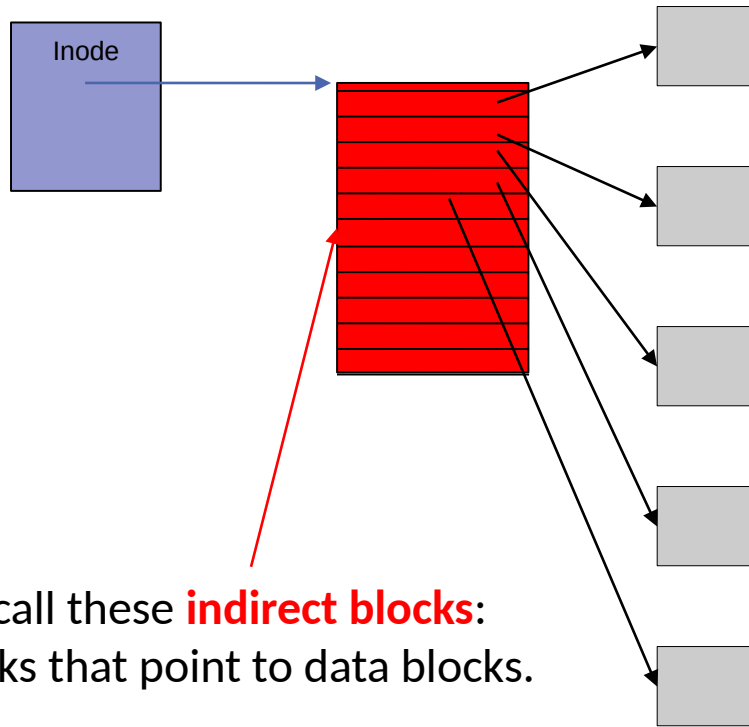 Inode
call these indirect blocks:
ks that point to data blocks.